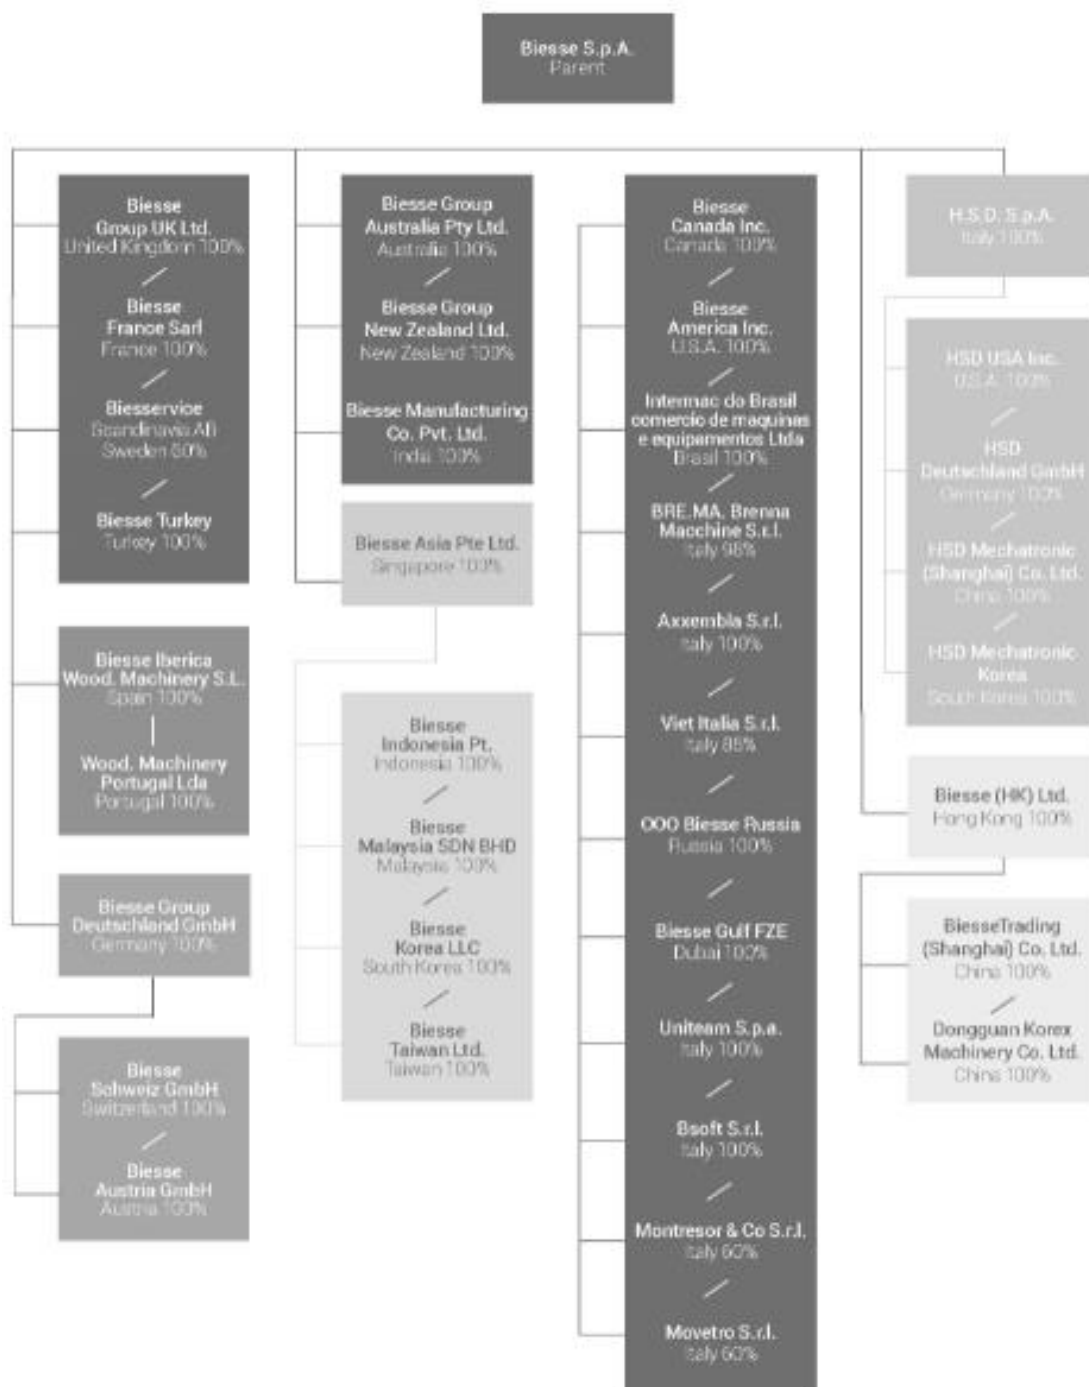 Biesse S.p.A.
Parent
Biesse
Group UK Ltd.
United Kingdom 100%
Biesse
France Sarl
France 100%
Biesservice
Scandinavia AB
Sweden 60%
Biesse Turkey
Turkey 100%
Biesse Iberica
Wood. Machinery S.L.
Spain 100%
Wood. Machinery
Portugal Lda
Portugal 100%
Biesse Group
Deutschland GmbH
Germany 100%
Biesse
Schweiz GmbH
Switzerland 100%
Biesse
Austria GmbH
Austria 100%
Biesse Group
Australia Pty Ltd.
Australia 100%
Biesse Group
New Zealand Ltd.
New Zealand 100%
Biesse Manufacturing
Co. Pvt. Ltd.
100%
Biesse Asia Pte Ltd.
Singapore 100%
Biesse
Indonesia Pt.
Indonesia 100%
Biesse
Malaysia SDN BHD
Malaysia 100%
Biesse
Korea LLC
South Korea 100%
Biesse
Taiwan Ltd.
Taiwan 100%
Biesse
Canada Inc.
Canada 100%
Biesse
America Inc.
U.S.A. 100%
Intermac do Brasil
comercio de maquinas
e equipamentos Ltda
Brasil 100%
BRE.MA. Brenna
Macchine S.r.l.
Italy 98%
Axxembla S.r.l.
Italy 100%
Viet Italia S.r.l.
Italy
OOO Biesse Russia
Russia 100%
Biesse Gulf FZE
Dubai 100%
Uniteam S.p.a.
Italy 100%
Bsoft S.r.l.
Italy 100%
Montresor & Co S.r.l.
Italy 60%
Movetro S.r.l.
Italy 60%
H.S.D. S.p.A.
Italy 100%
HSD USA Inc.
U.S.A. 100%
HSD
Deutschland GmbH
Germany 100%
HSD Mechatronic
(Shanghai) Co. Ltd.
China 100%
HSD Mechatronic
Korea
South Korea 100%
Biesse (HK) Ltd.
Hong Kong 100%
BiesseTrading
(Shanghai) Co. Ltd.
China 100%
Dongguan Korex
Machinery Co. Ltd.
China 100%